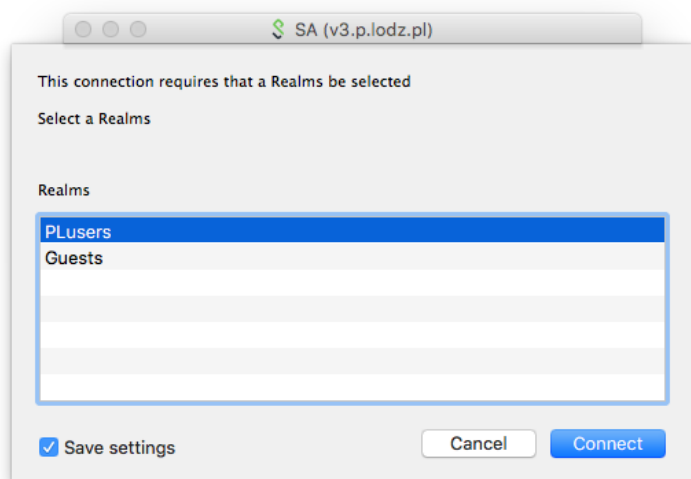 SA (v3.p.lodz.pl)
This connection requires that a Realms be selected
Select a Realms
Realms
PLusers
Guests
Save settings
Cancel
Connect